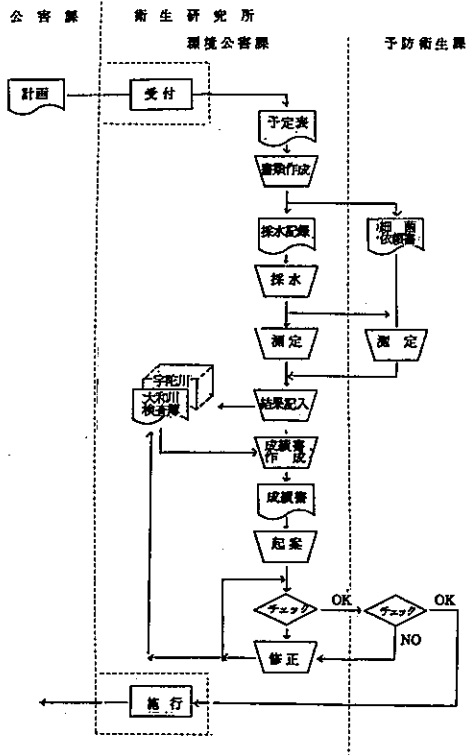 公害課
衛生研究所
環境公害課
予防衛生課
計画
受付
予定表
書類作成
採水記録
細菌
依頼書
採水
測定
測定
宇陀川
大和川
検査簿
結果記入
成績書
作成
成績書
起案
チェック
OK
チェック
OK
NO
修正
施行